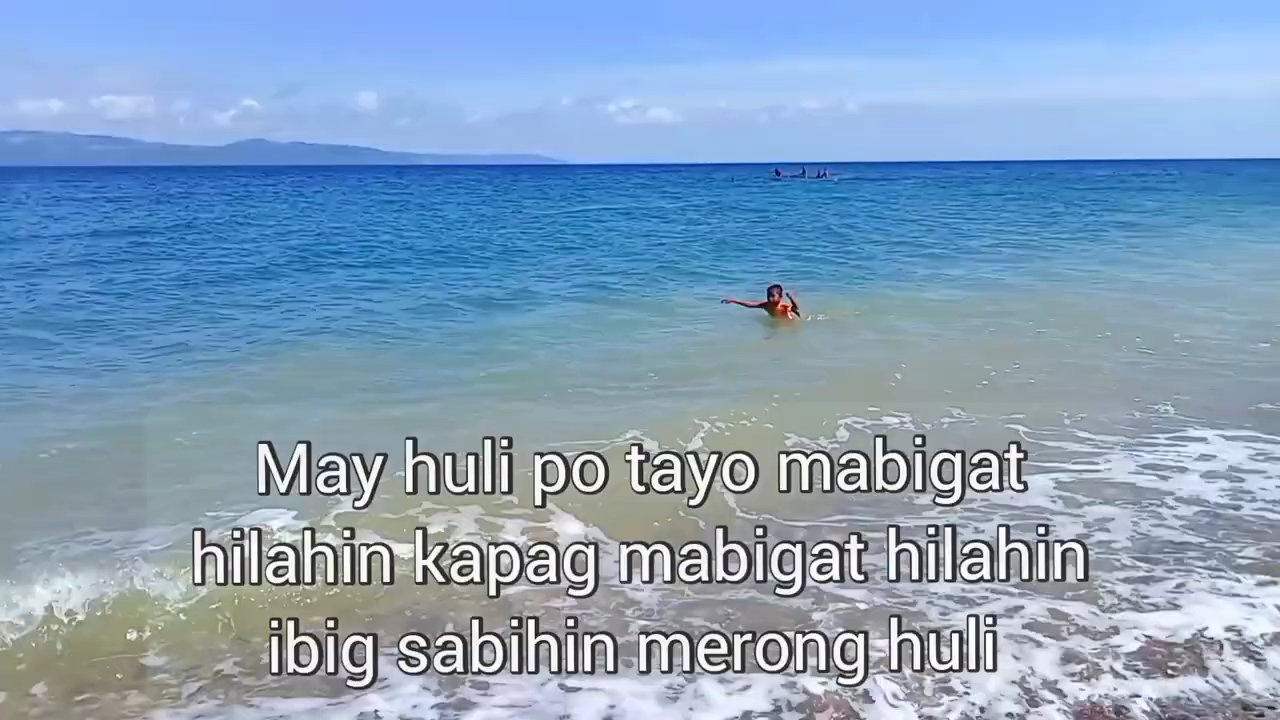 May huli po tayo mabigat
hilahin kapag mabigat hilahin
ibig sabihin merong huli